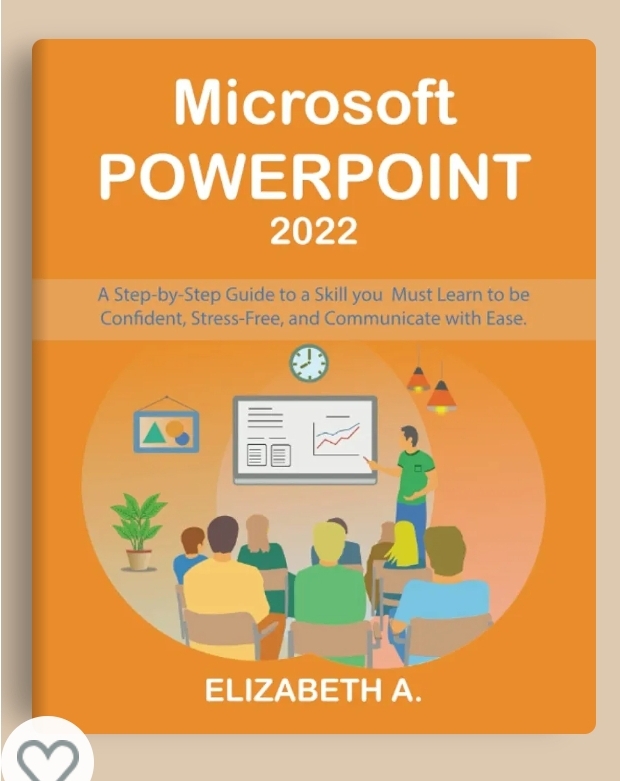 Microsoft
POWERPOINT
2022
A Step-by-Step Guide to a Skill you Must Learn to be
Confident, Stress-Free, and Communicate with Ease.
ELIZABETH A.